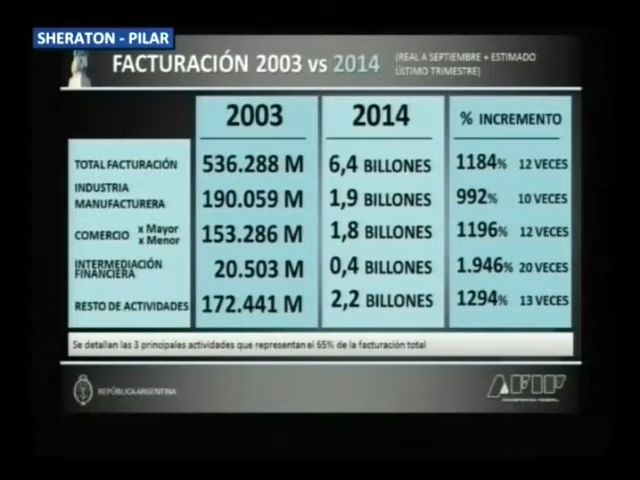 SHERATON - PILAR
FACTURACIÓN 2003 vs 2014 (REAL A SEPTIEMBRE + ESTIMADO
ÚLTIMO TRIMESTRE)
2003 2014 % INCREMENTO
TOTAL FACTURACIÓN 536.288 M 6,4 BILLONES 1184% 12 VECES
INDUSTRIA
MANUFACTURERA 190.059 M 1,9 BILLONES 992% 10 VECES
COMERCIO x Mayor
x Menor 153.286 M 1,8 BILLONES 1196% 12 VECES
INTERMEDIACIÓN
FINANCIERA 20.503 M 0,4 BILLONES 1.946% 20 VECES
RESTO DE ACTIVIDADES 172.441 M 2,2 BILLONES 1294% 13 VECES
Se detallan las 3 principales actividades que representan el 65% de la facturación total
REPÚBLICA ARGENTINA
AFIP